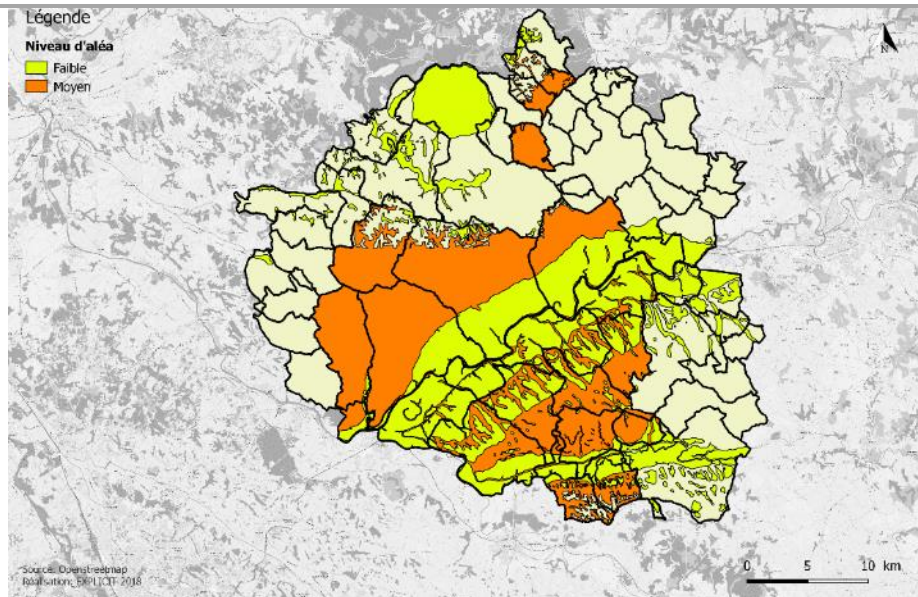 Légende
Niveau d'aléa
Faible
Moyen
N
Source: Openstreetmap
Réalisation: EXPLICIT 2018
0 5 10 km